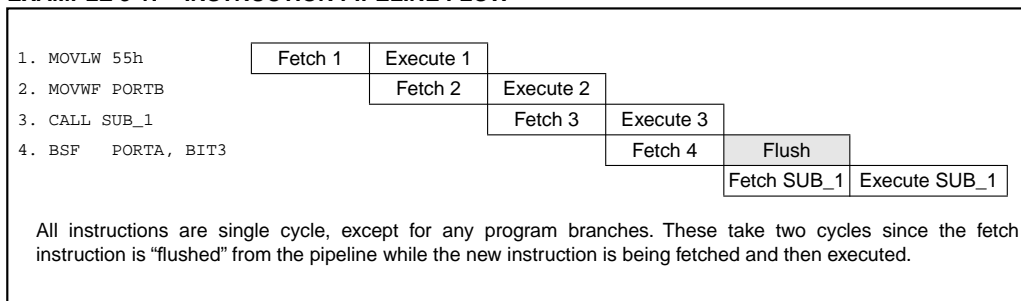 1. MOVLW 55h Fetch 1 Execute 1
2. MOVWF PORTB Fetch 2 Execute 2
3. CALL SUB_1 Fetch 3 Execute 3
4. BSF PORTA, BIT3 Fetch 4 Flush
Fetch SUB_1 Execute SUB_1
All instructions are single cycle, except for any program branches. These take two cycles since the fetch
instruction is “flushed” from the pipeline while the new instruction is being fetched and then executed.